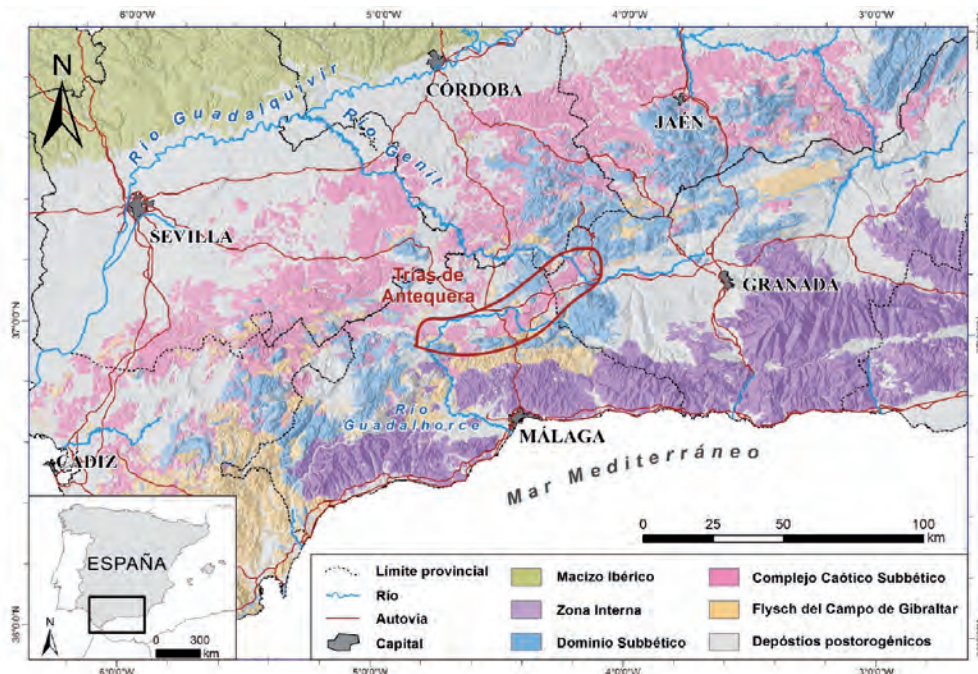 6°0'0"W
5°0'0"W
4°0'0"W
3°0'0"W
N
Río Guadalquivir
CÓRDOBA
Río Genil
JAÉN
SEVILLA
Trías de
Antequera
GRANADA
37°0'0"N
Río
Guadalhorce
MÁLAGA
CÁDIZ
Mar Mediterráneo
0 25 50 100
km
ESPAÑA
N
0 300
km
Límite provincial
Río
Autovía
Capital
Macizo Ibérico
Zona Interna
Dominio Subbético
Complejo Caótico Subbético
Flysch del Campo de Gibraltar
Depóstios postorogénicos
36°0'0"N
6°0'0"W
5°0'0"W
4°0'0"W
3°0'0"W